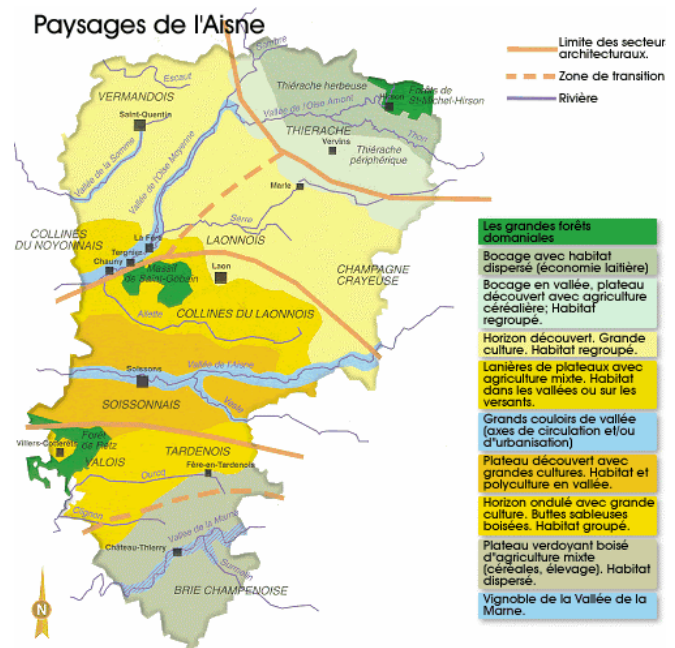 Paysages de l'Aisne
Limite des secteur
architecturaux.
Zone de transition
Rivière
Sambre
Escaut
VERMANDOIS
Saint-Quentin
Thiérache herbeuse
Forêts de
St-Michel-Hirson
Hirson
Vallée de l'Oise Amont
Thon
THIERACHE
Vervins
Thiérache
périphérique
Vallée de la Somme
Vallée de l'Oise Moyenne
Marle
Serre
COLLINES
DU NOYONNAIS
La Fère
Tergnier
Chauny
LAONNOIS
Massif
de Saint-Gobain
Laon
CHAMPAGNE
CRAYEUSE
Ailette
COLLINES DU LAONNOIS
Vallée de l'Aisne
Soissons
SOISSONNAIS
Vesle
Forêt
de Retz
Villers-Cotterêts
VALOIS
TARDENOIS
Fère-en-Tardenois
Ourcq
Clignon
Vallée de la Marne
Château-Thierry
Surmelin
BRIE CHAMPENOISE
N
Les grandes forêts
domaniales
Bocage avec habitat
dispersé (économie laitière)
Bocage en vallée, plateau
découvert avec agriculture
céréalière; Habitat
regroupé.
Horizon découvert. Grande
culture. Habitat regroupé.
Lanières de plateaux avec
agriculture mixte. Habitat
dans les vallées ou sur les
versants.
Grands couloirs de vallée
(axes de circulation et/ou
d"urbanisation)
Plateau découvert avec
grandes cultures. Habitat et
polyculture en vallée.
Horizon ondulé avec grande
culture. Buttes sableuses
boisées. Habitat groupé.
Plateau verdoyant boisé
d"agriculture mixte
(céréales, élevage). Habitat
dispersé.
Vignoble de la Vallée de la
Marne.